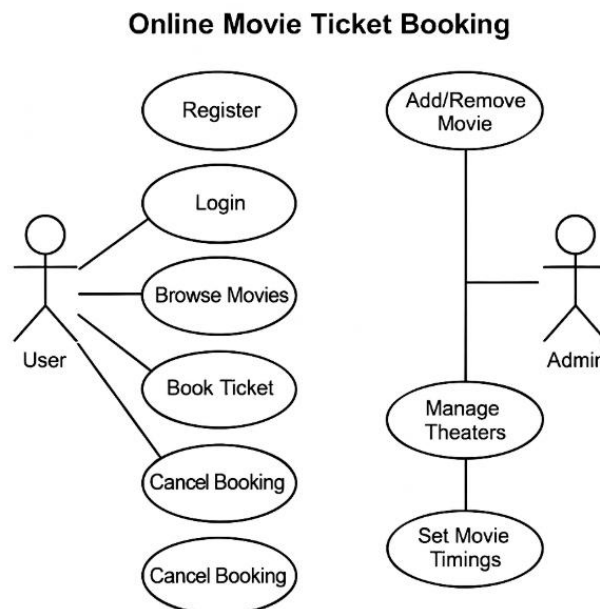 Online Movie Ticket Booking
Register
Login
Browse Movies
Book Ticket
Cancel Booking
Cancel Booking
User
Add/Remove
Movie
Manage
Theaters
Set Movie
Timings
Admin